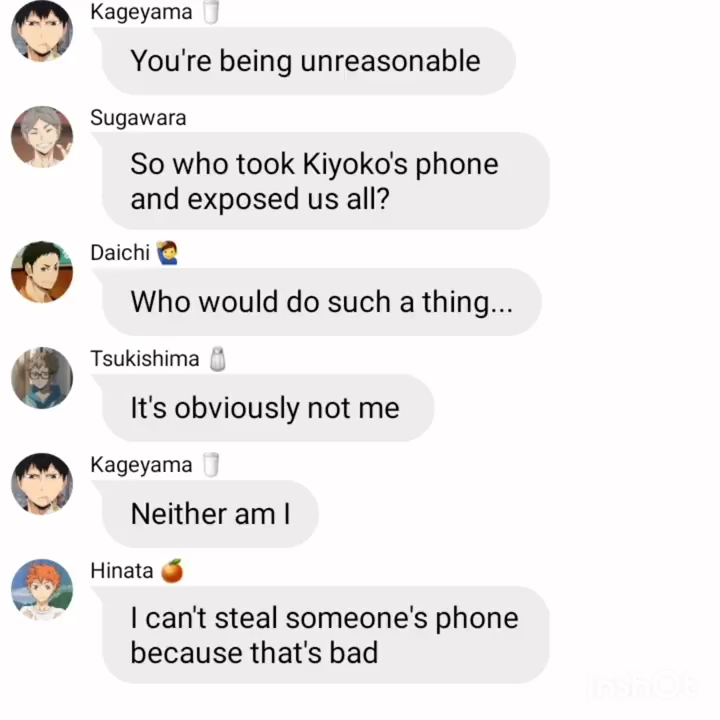 Kageyama 🥛
You're being unreasonable
Sugawara
So who took Kiyoko's phone
and exposed us all?
Daichi 🙋‍♂️
Who would do such a thing...
Tsukishima 🧂
It's obviously not me
Kageyama 🥛
Neither am I
Hinata 🍊
I can't steal someone's phone
because that's bad
InShOt